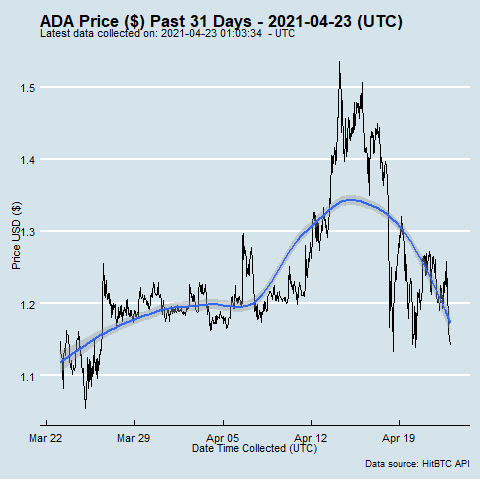 ADA Price ($) Past 31 Days - 2021-04-23 (UTC)
Latest data collected on: 2021-04-23 01:03:34 - UTC
Price USD ($)
1.5
1.4
1.3
1.2
1.1
Mar 22 Mar 29 Apr 05 Apr 12 Apr 19
Date Time Collected (UTC)
Data source: HitBTC API